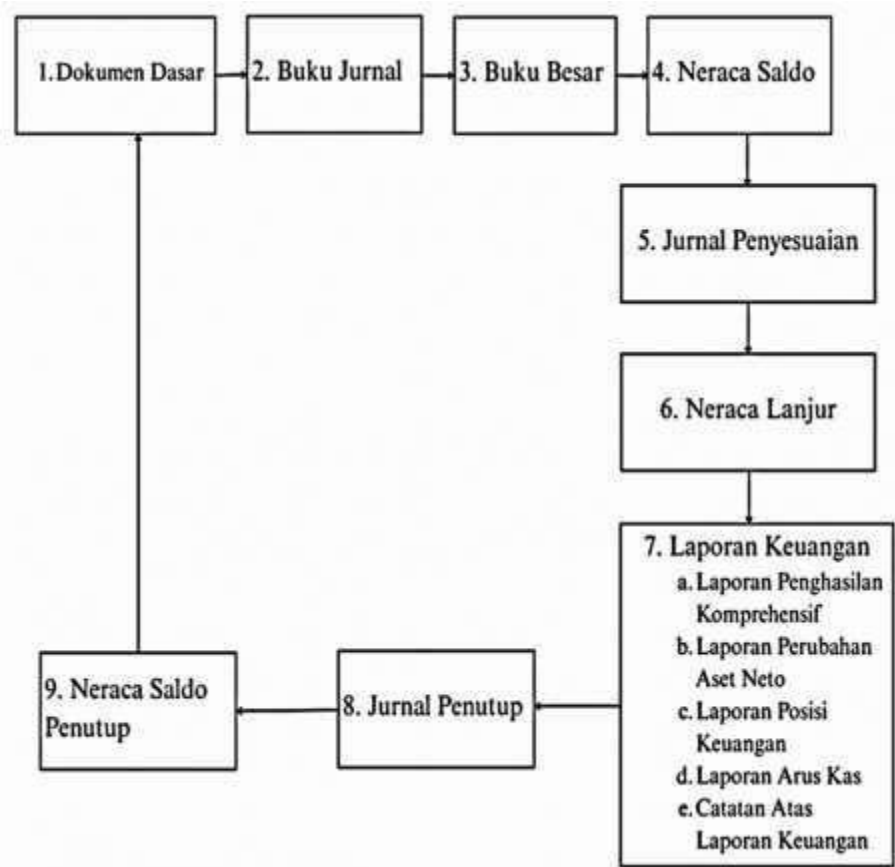 1. Dokumen Dasar
2. Buku Jurnal
3. Buku Besar
4. Neraca Saldo
5. Jurnal Penyesuaian
6. Neraca Lanjur
7. Laporan Keuangan
a. Laporan Penghasilan
Komprehensif
b. Laporan Perubahan
Aset Neto
c. Laporan Posisi
Keuangan
d. Laporan Arus Kas
e. Catatan Atas
Laporan Keuangan
8. Jurnal Penutup
9. Neraca Saldo
Penutup